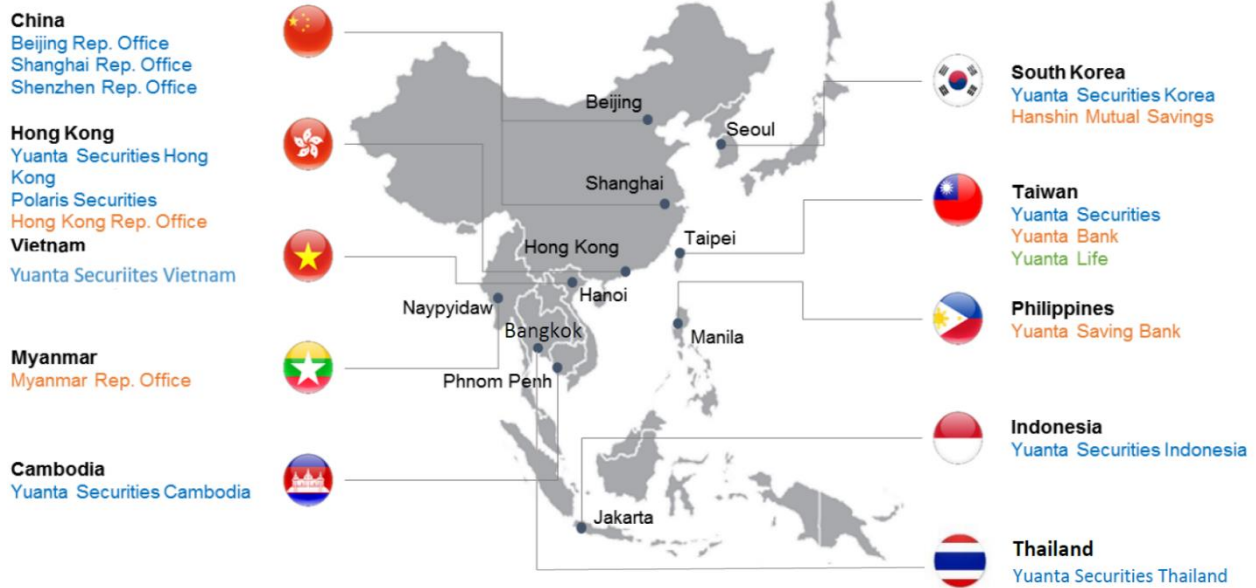 China
Beijing Rep. Office
Shanghai Rep. Office
Shenzhen Rep. Office
Hong Kong
Yuanta Securities Hong
Kong
Polaris Securities
Hong Kong Rep. Office
Vietnam
Yuanta Securiites Vietnam
Myanmar
Myanmar Rep. Office
Cambodia
Yuanta Securities Cambodia
Beijing
Seoul
Shanghai
Taipei
Hong Kong
Hanoi
Naypyidaw
Bangkok
Manila
Phnom Penh
Jakarta
South Korea
Yuanta Securities Korea
Hanshin Mutual Savings
Taiwan
Yuanta Securities
Yuanta Bank
Yuanta Life
Philippines
Yuanta Saving Bank
Indonesia
Yuanta Securities Indonesia
Thailand
Yuanta Securities Thailand